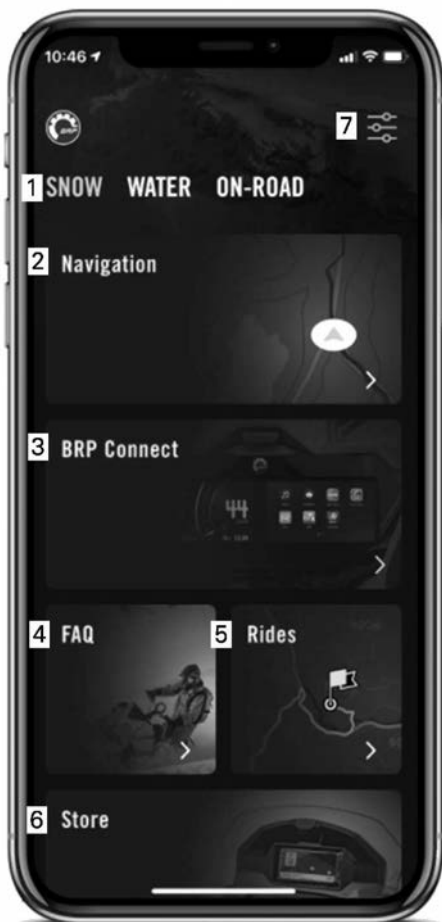 10:46
BRP
7
1 SNOW WATER ON-ROAD
2 Navigation
3 BRP Connect
44
4 FAQ
5 Rides
6 Store